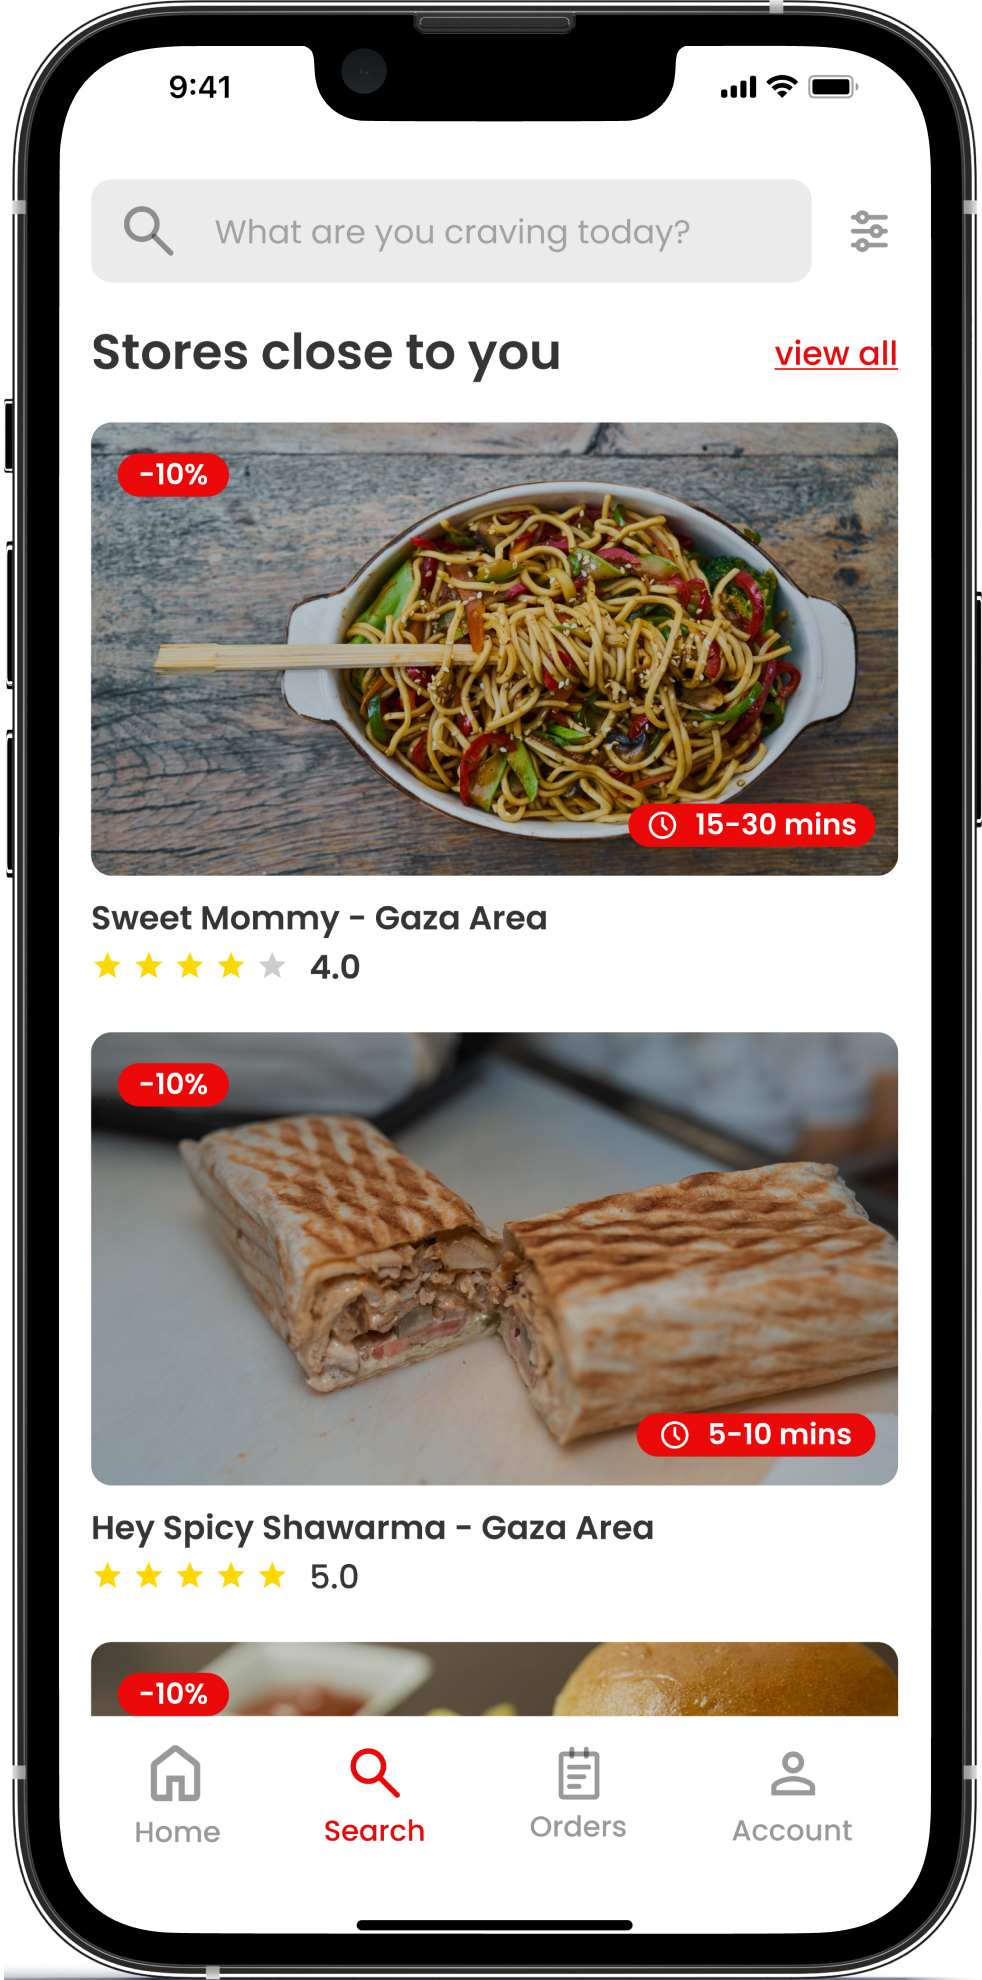 9:41
What are you craving today?
Stores close to you
view all
-10%
15-30 mins
Sweet Mommy - Gaza Area
4.0
-10%
5-10 mins
Hey Spicy Shawarma - Gaza Area
5.0
-10%
Home
Search
Orders
Account